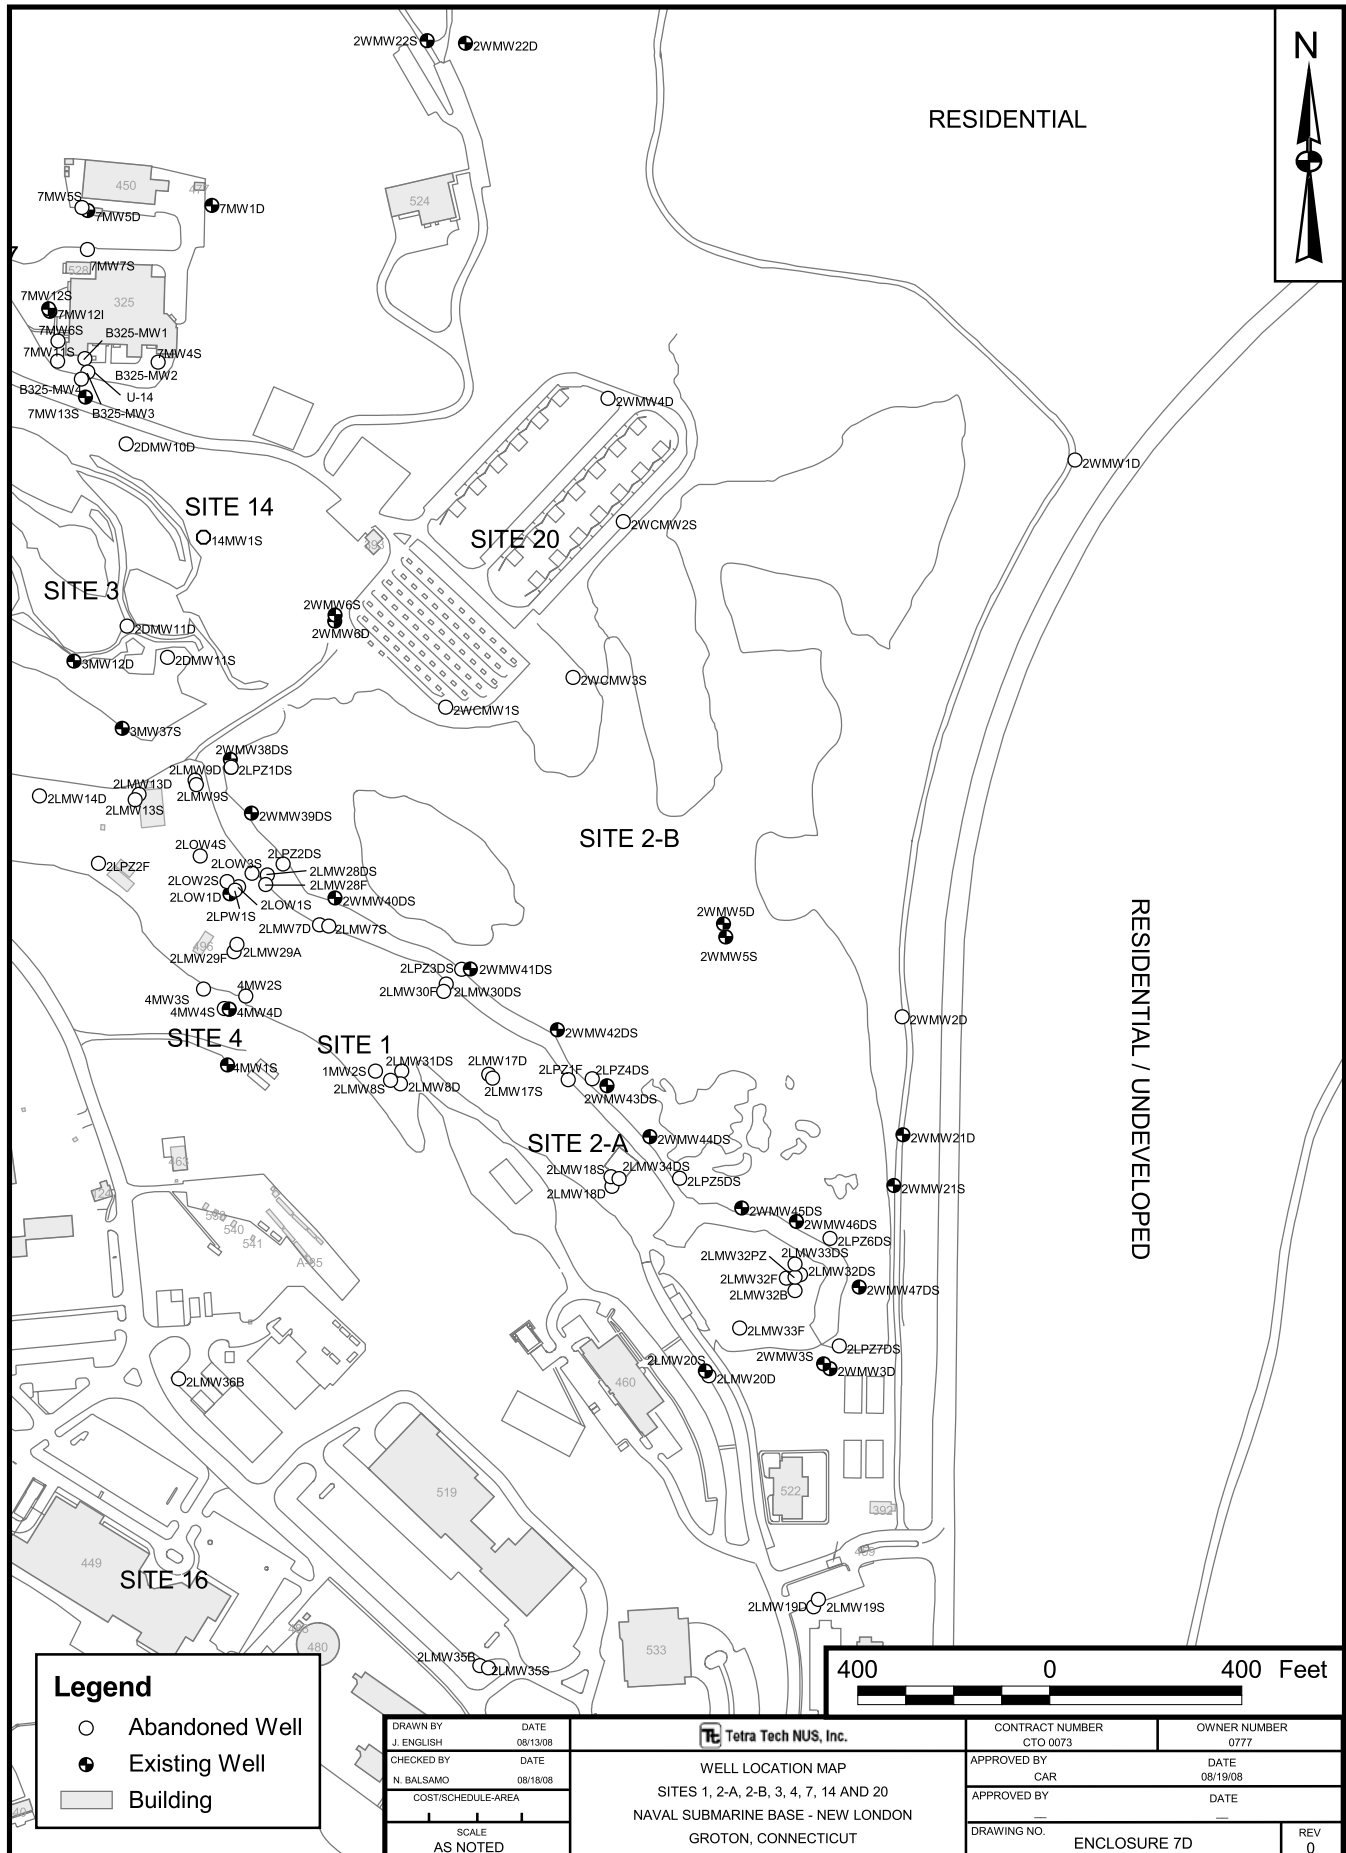 2WMW22S
2WMW22D
N
RESIDENTIAL
450
477
7MW5S
7MW5D
7MW1D
524
7
7MW7S
528
7MW12S
325
7MW12I
7MW6S
B325-MW1
7MW11S
7MW4S
B325-MW2
B325-MW4
U-14
7MW13S
B325-MW3
2WMW4D
2DMW10D
2WMW1D
SITE 14
2WCMW2S
14MW1S
SITE 20
SITE 3
2WMW6S
2DMW11D
2WMW6D
3MW12D
2DMW11S
2WCMW3S
2WCMW1S
3MW37S
2WMW38DS
2LMW9D
2LPZ1DS
2LMW13D
2LMW9S
2LMW14D
2LMW13S
2WMW39DS
SITE 2-B
2LOW4S
2LPZ2DS
2LPZ2F
2LOW3S
2LMW28DS
2LOW2S
2LMW28F
2LOW1D
2LOW1S
2WMW40DS
2LPW1S
2WMW5D
2LMW7D
2LMW7S
496
2LMW29A
2LMW29F
2WMW5S
RESIDENTIAL / UNDEVELOPED
2LPZ3DS
2WMW41DS
4MW2S
2LMW30F
2LMW30DS
4MW3S
4MW4S
4MW4D
2WMW2D
SITE 4
2WMW42DS
SITE 1
4MW1S
1MW2S
2LMW31DS
2LMW17D
2LPZ1F
2LPZ4DS
2LMW8S
2LMW8D
2LMW17S
2WMW43DS
SITE 2-A
2WMW44DS
2WMW21D
463
2LMW18S
2LMW34DS
2LPZ5DS
2LMW18D
2WMW21S
2WMW45DS
2WMW46DS
540
541
2LPZ6DS
2LMW32PZ
2LMW33DS
2LMW32F
2LMW32DS
2LMW32B
2WMW47DS
2LMW33F
2LPZ7DS
2LMW20S
2WMW3S
2WMW3D
2LMW36B
460
2LMW20D
519
522
392
449
SITE 16
2LMW19D
2LMW19S
480
533
2LMW35B
2LMW35S
400 0 400 Feet
Legend
Abandoned Well
Existing Well
Building
DRAWN BY DATE
J. ENGLISH 08/13/08
CHECKED BY DATE
N. BALSAMO 08/18/08
COST/SCHEDULE-AREA
SCALE
AS NOTED
Tt Tetra Tech NUS, Inc.
WELL LOCATION MAP
SITES 1, 2-A, 2-B, 3, 4, 7, 14 AND 20
NAVAL SUBMARINE BASE - NEW LONDON
GROTON, CONNECTICUT
CONTRACT NUMBER
CTO 0073
OWNER NUMBER
0777
APPROVED BY DATE
CAR 08/19/08
APPROVED BY DATE
— —
DRAWING NO.
ENCLOSURE 7D
REV
0